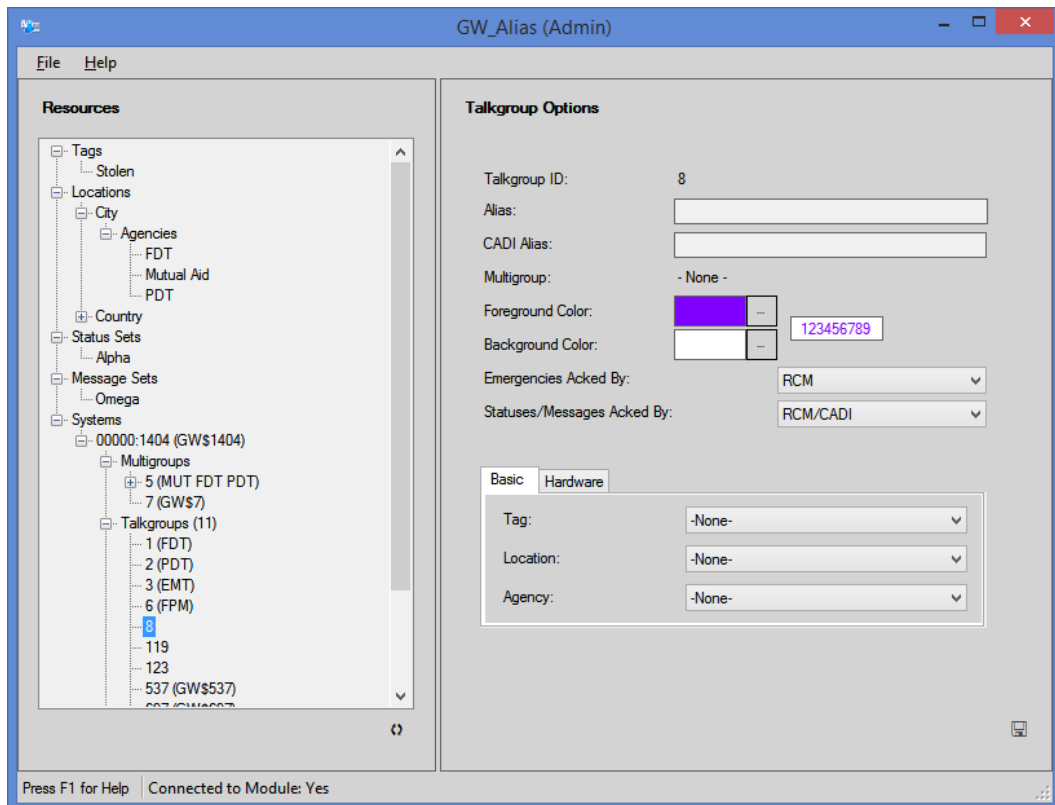 GW_Alias (Admin)
File Help
Resources
Tags
Stolen
Locations
City
Agencies
FDT
Mutual Aid
PDT
Country
Status Sets
Alpha
Message Sets
Omega
Systems
00000:1404 (GW$1404)
Multigroups
5 (MUT FDT PDT)
7 (GW$7)
Talkgroups (11)
1 (FDT)
2 (PDT)
3 (EMT)
6 (FPM)
8
119
123
537 (GW$537)
Talkgroup Options
Talkgroup ID: 8
Alias:
CADI Alias:
Multigroup: - None -
Foreground Color: ...
123456789
Background Color: ...
Emergencies Acked By: RCM
Statuses/Messages Acked By: RCM/CADI
Basic Hardware
Tag: -None-
Location: -None-
Agency: -None-
Press F1 for Help Connected to Module: Yes